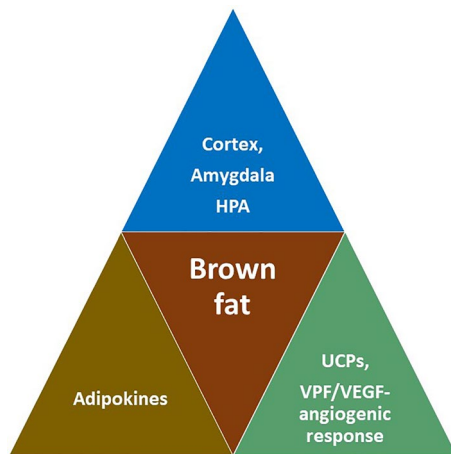 Cortex,
Amygdala
HPA
Brown
fat
Adipokines
UCPs,
VPF/VEGF-
angiogenic
response